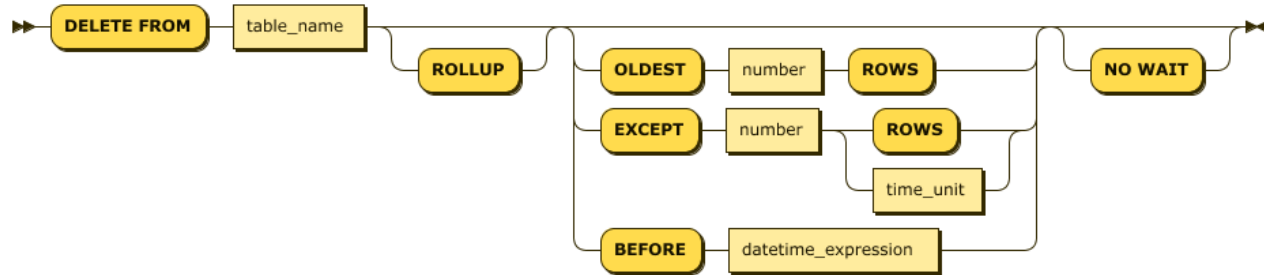 DELETE FROM table_name
ROLLUP OLDEST number ROWS NO WAIT
EXCEPT number ROWS
time_unit
BEFORE datetime_expression